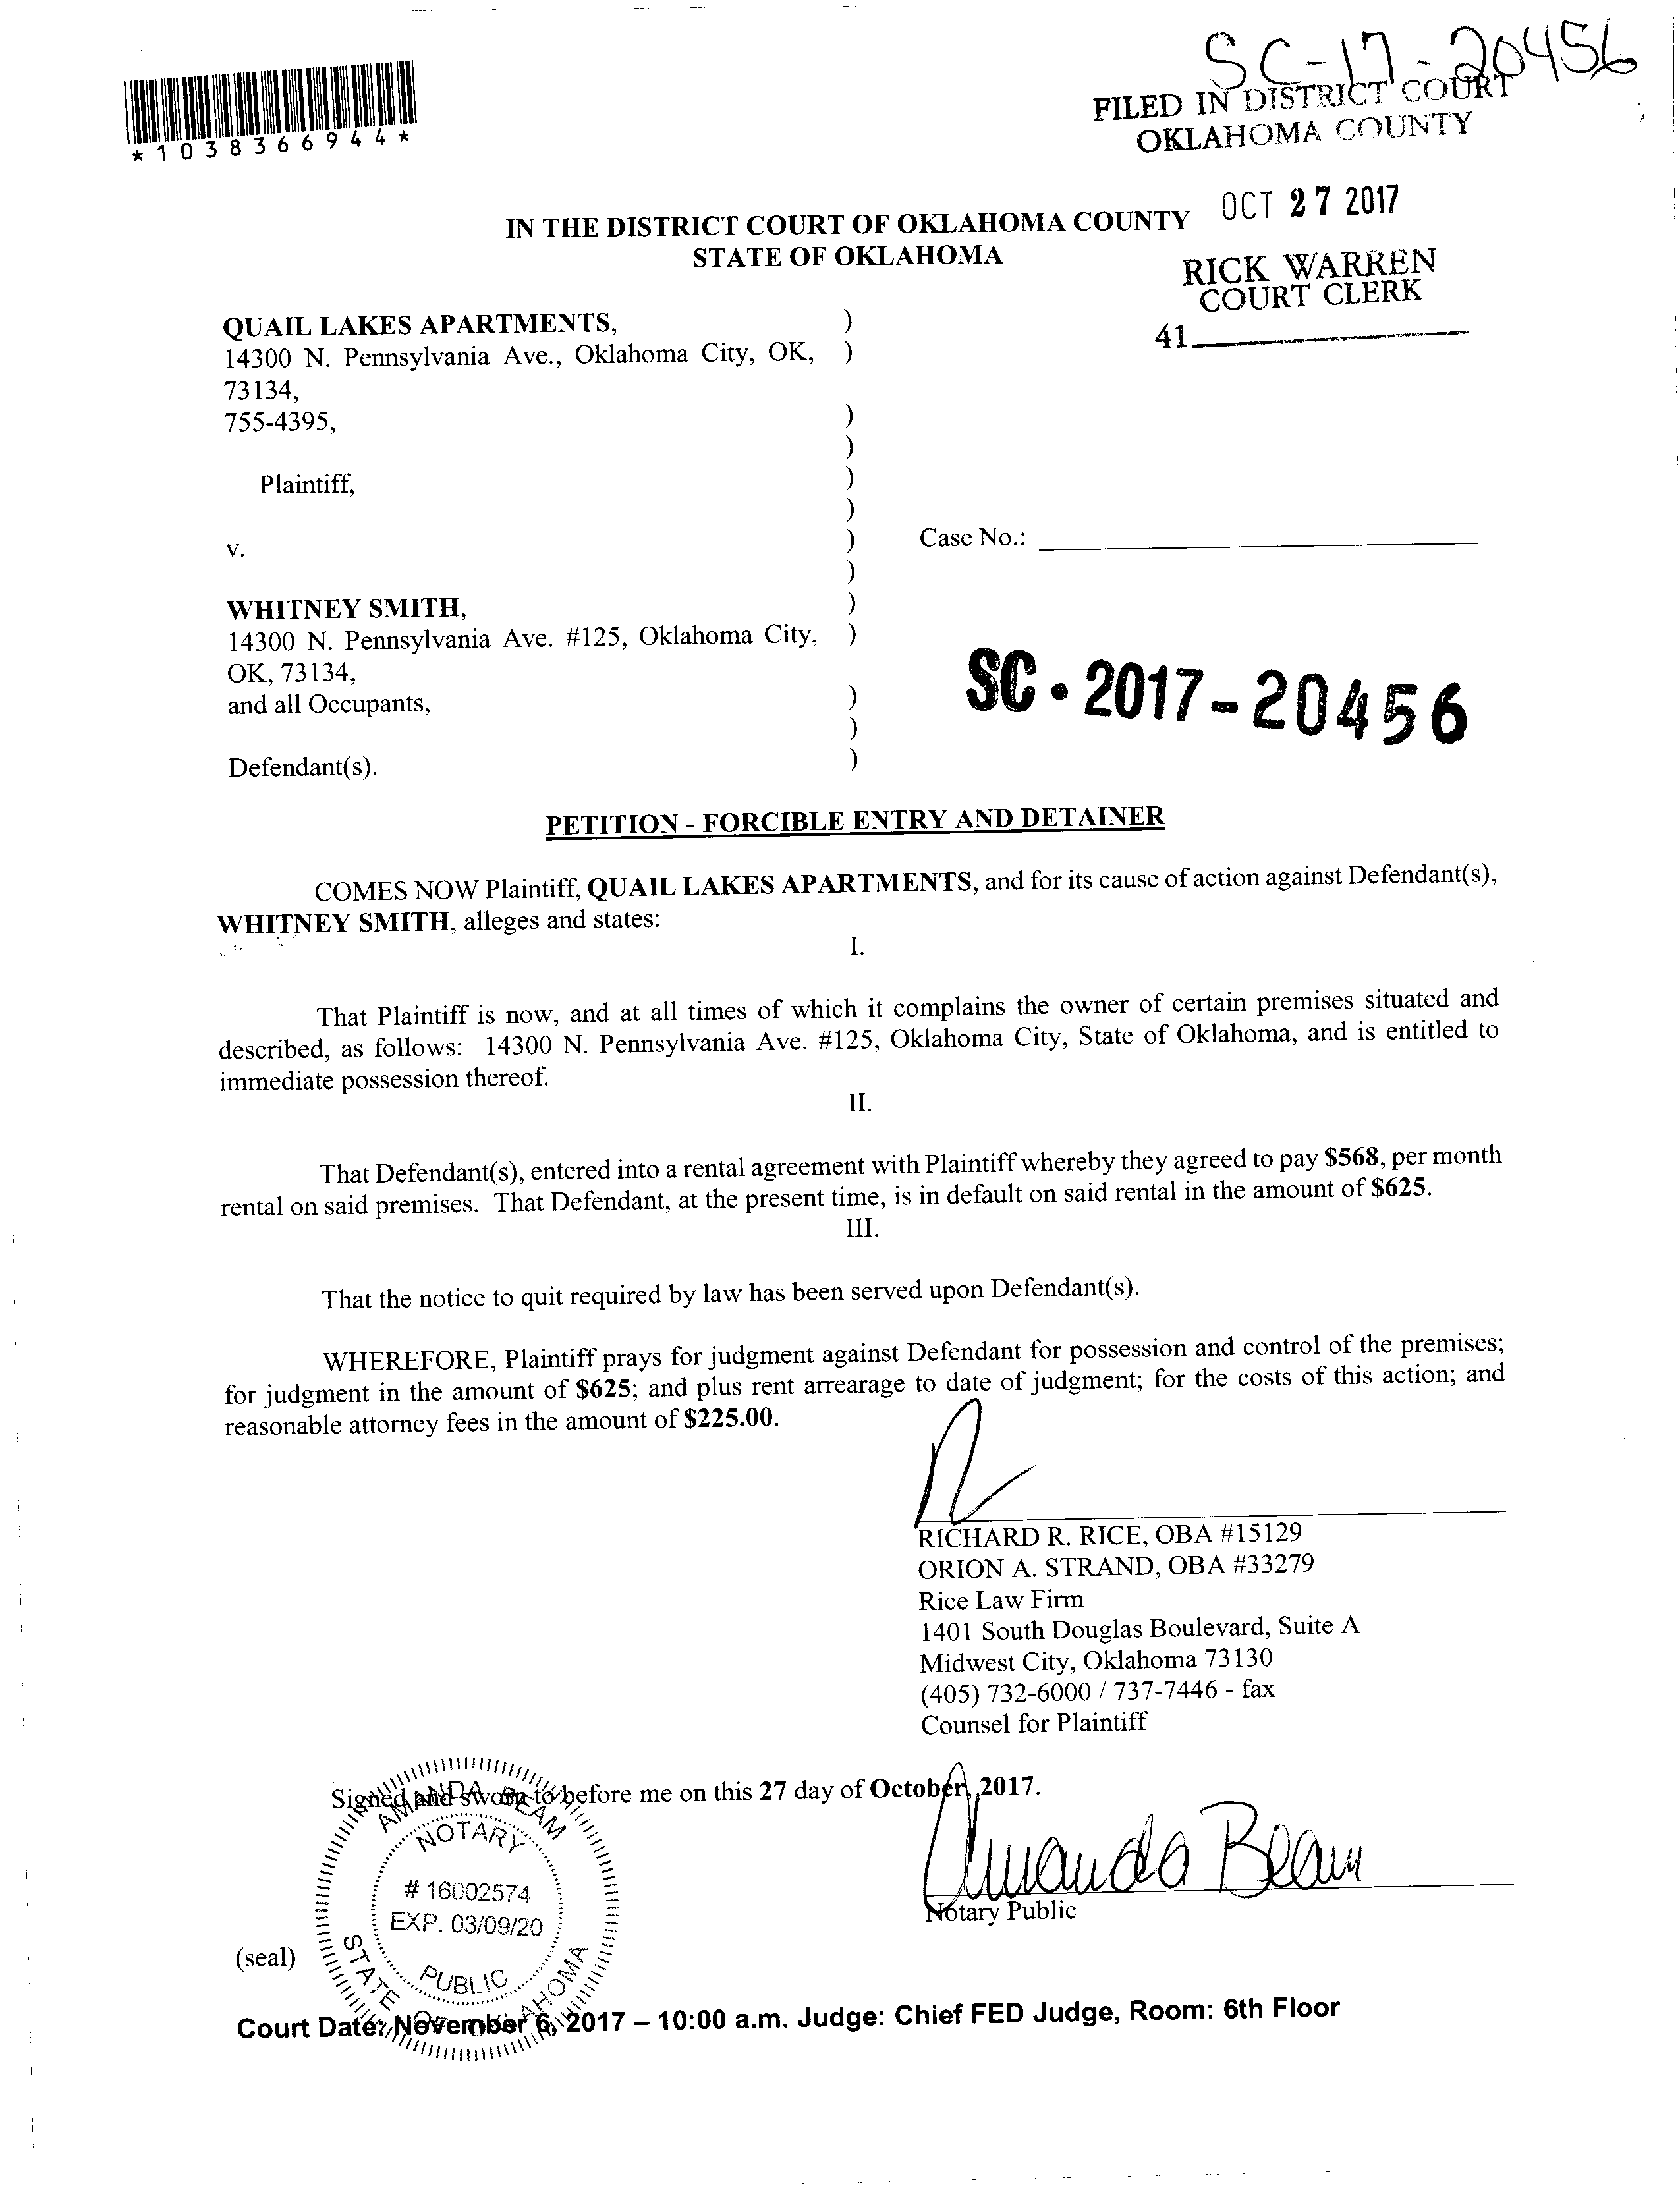 SC-17-20456
FILED IN DISTRICT COURT
OKLAHOMA COUNTY
*1038366944*
OCT 27 2017
IN THE DISTRICT COURT OF OKLAHOMA COUNTY
STATE OF OKLAHOMA
RICK WARREN
COURT CLERK
41
QUAIL LAKES APARTMENTS, )
14300 N. Pennsylvania Ave., Oklahoma City, OK, )
73134,
755-4395, )
)
Plaintiff, )
)
v. )
Case No.:
)
WHITNEY SMITH, )
14300 N. Pennsylvania Ave. #125, Oklahoma City, )
OK, 73134,
and all Occupants, )
)
Defendant(s). )
SC-2017-20456
PETITION - FORCIBLE ENTRY AND DETAINER
COMES NOW Plaintiff, QUAIL LAKES APARTMENTS, and for its cause of action against Defendant(s),
WHITNEY SMITH, alleges and states:
I.
That Plaintiff is now, and at all times of which it complains the owner of certain premises situated and
described, as follows: 14300 N. Pennsylvania Ave. #125, Oklahoma City, State of Oklahoma, and is entitled to
immediate possession thereof.
II.
That Defendant(s), entered into a rental agreement with Plaintiff whereby they agreed to pay $568, per month
rental on said premises. That Defendant, at the present time, is in default on said rental in the amount of $625.
III.
That the notice to quit required by law has been served upon Defendant(s).
WHEREFORE, Plaintiff prays for judgment against Defendant for possession and control of the premises;
for judgment in the amount of $625; and plus rent arrearage to date of judgment; for the costs of this action; and
reasonable attorney fees in the amount of $225.00.
RICHARD R. RICE, OBA #15129
ORION A. STRAND, OBA #33279
Rice Law Firm
1401 South Douglas Boulevard, Suite A
Midwest City, Oklahoma 73130
(405) 732-6000 / 737-7446 - fax
Counsel for Plaintiff
Signed and sworn to before me on this 27 day of October, 2017.
Amanda Beam
Notary Public
AMANDA BEAM
NOTARY
# 16002574
EXP. 03/09/20
PUBLIC
STATE OF OKLAHOMA
(seal)
Court Date: November 6, 2017 – 10:00 a.m. Judge: Chief FED Judge, Room: 6th Floor